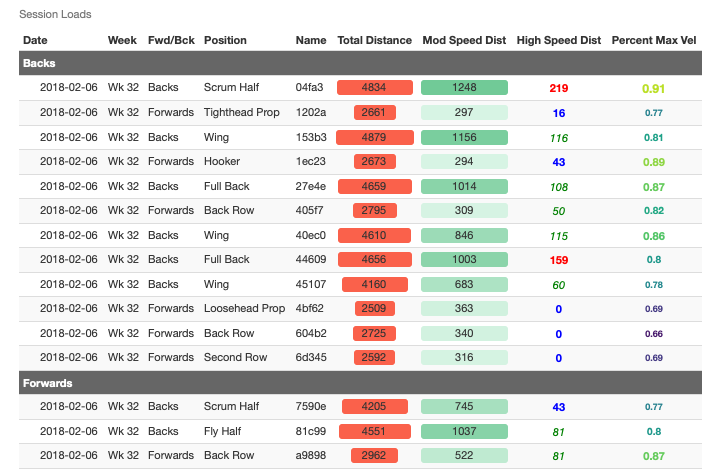 Session Loads
Date Week Fwd/Bck Position Name Total Distance Mod Speed Dist High Speed Dist Percent Max Vel
Backs
2018-02-06 Wk 32 Backs Scrum Half 04fa3 4834 1248 219 0.91
2018-02-06 Wk 32 Forwards Tighthead Prop 1202a 2661 297 16 0.77
2018-02-06 Wk 32 Backs Wing 153b3 4879 1156 116 0.81
2018-02-06 Wk 32 Forwards Hooker 1ec23 2673 294 43 0.89
2018-02-06 Wk 32 Backs Full Back 27e4e 4659 1014 108 0.87
2018-02-06 Wk 32 Forwards Back Row 405f7 2795 309 50 0.82
2018-02-06 Wk 32 Backs Wing 40ec0 4610 846 115 0.86
2018-02-06 Wk 32 Backs Full Back 44609 4656 1003 159 0.8
2018-02-06 Wk 32 Backs Wing 45107 4160 683 60 0.78
2018-02-06 Wk 32 Forwards Loosehead Prop 4bf62 2509 363 0 0.69
2018-02-06 Wk 32 Forwards Back Row 604b2 2725 340 0 0.66
2018-02-06 Wk 32 Forwards Second Row 6d345 2592 316 0 0.69
Forwards
2018-02-06 Wk 32 Backs Scrum Half 7590e 4205 745 43 0.77
2018-02-06 Wk 32 Backs Fly Half 81c99 4551 1037 81 0.8
2018-02-06 Wk 32 Forwards Back Row a9898 2962 522 81 0.87